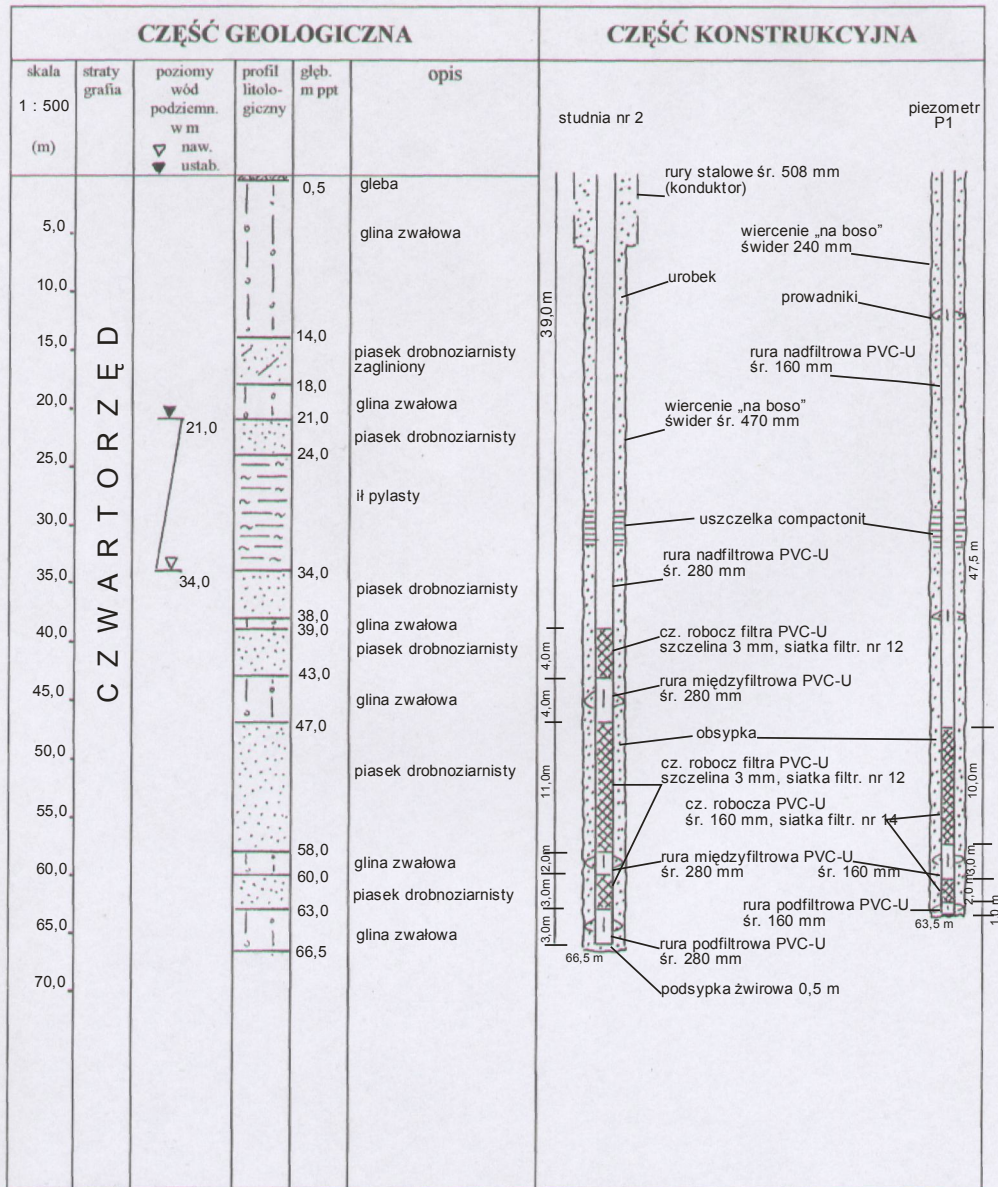 CZĘŚĆ GEOLOGICZNA
CZĘŚĆ KONSTRUKCYJNA
skala
1 : 500
(m)
straty
grafia
poziomy
wód
podziemn.
w m
naw.
ustab.
profil
litolo-
giczny
głęb.
m ppt
opis
studnia nr 2
piezometr
P1
5,0
10,0
15,0
20,0
25,0
30,0
35,0
40,0
45,0
50,0
55,0
60,0
65,0
70,0
CZWARTORZĘD
21,0
34,0
0,5
14,0
18,0
21,0
24,0
34,0
38,0
39,0
43,0
47,0
58,0
60,0
63,0
66,5
gleba
glina zwałowa
piasek drobnoziarnisty
zagliniony
glina zwałowa
piasek drobnoziarnisty
ił pylasty
piasek drobnoziarnisty
glina zwałowa
piasek drobnoziarnisty
glina zwałowa
piasek drobnoziarnisty
glina zwałowa
piasek drobnoziarnisty
glina zwałowa
39,0 m
4,0m
4,0m
11,0m
2,0m
3,0m
3,0m
66,5 m
rury stalowe śr. 508 mm
(konduktor)
wiercenie „na boso”
świder 240 mm
urobek
prowadniki
rura nadfiltrowa PVC-U
śr. 160 mm
wiercenie „na boso”
świder śr. 470 mm
uszczelka compactonit
rura nadfiltrowa PVC-U
śr. 280 mm
cz. robocz filtra PVC-U
szczelina 3 mm, siatka filtr. nr 12
rura międzyfiltrowa PVC-U
śr. 280 mm
obsypka
cz. robocz filtra PVC-U
szczelina 3 mm, siatka filtr. nr 12
cz. robocza PVC-U
śr. 160 mm, siatka filtr. nr 14
rura międzyfiltrowa PVC-U
śr. 280 mm
śr. 160 mm
rura podfiltrowa PVC-U
śr. 160 mm
rura podfiltrowa PVC-U
śr. 280 mm
podsypka żwirowa 0,5 m
47,5 m
10,0m
3,0 m
2,0 m
1,0 m
63,5 m